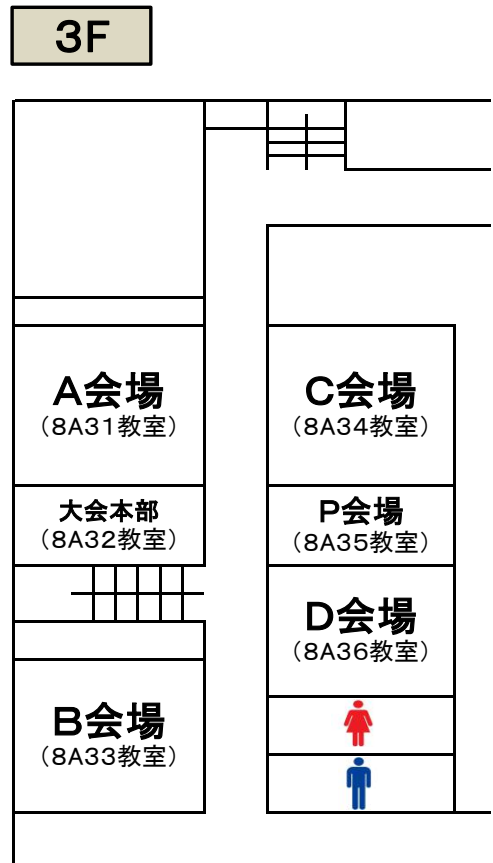 3F
A会場
（8A31教室）
大会本部
（8A32教室）
B会場
（8A33教室）
C会場
（8A34教室）
P会場
（8A35教室）
D会場
（8A36教室）